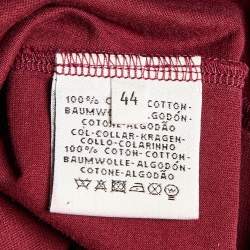 44
100% COTTON-COTTON-
BAUMWOLLE-ALGODÓN-
COTONE-ALGODÃO
COL-COLLAR-KRAGEN-
COLLO-COLARINHO
100% COTON-COTTON-
BAUMWOLLE-ALGODÓN-
COTONE-ALGODÃO